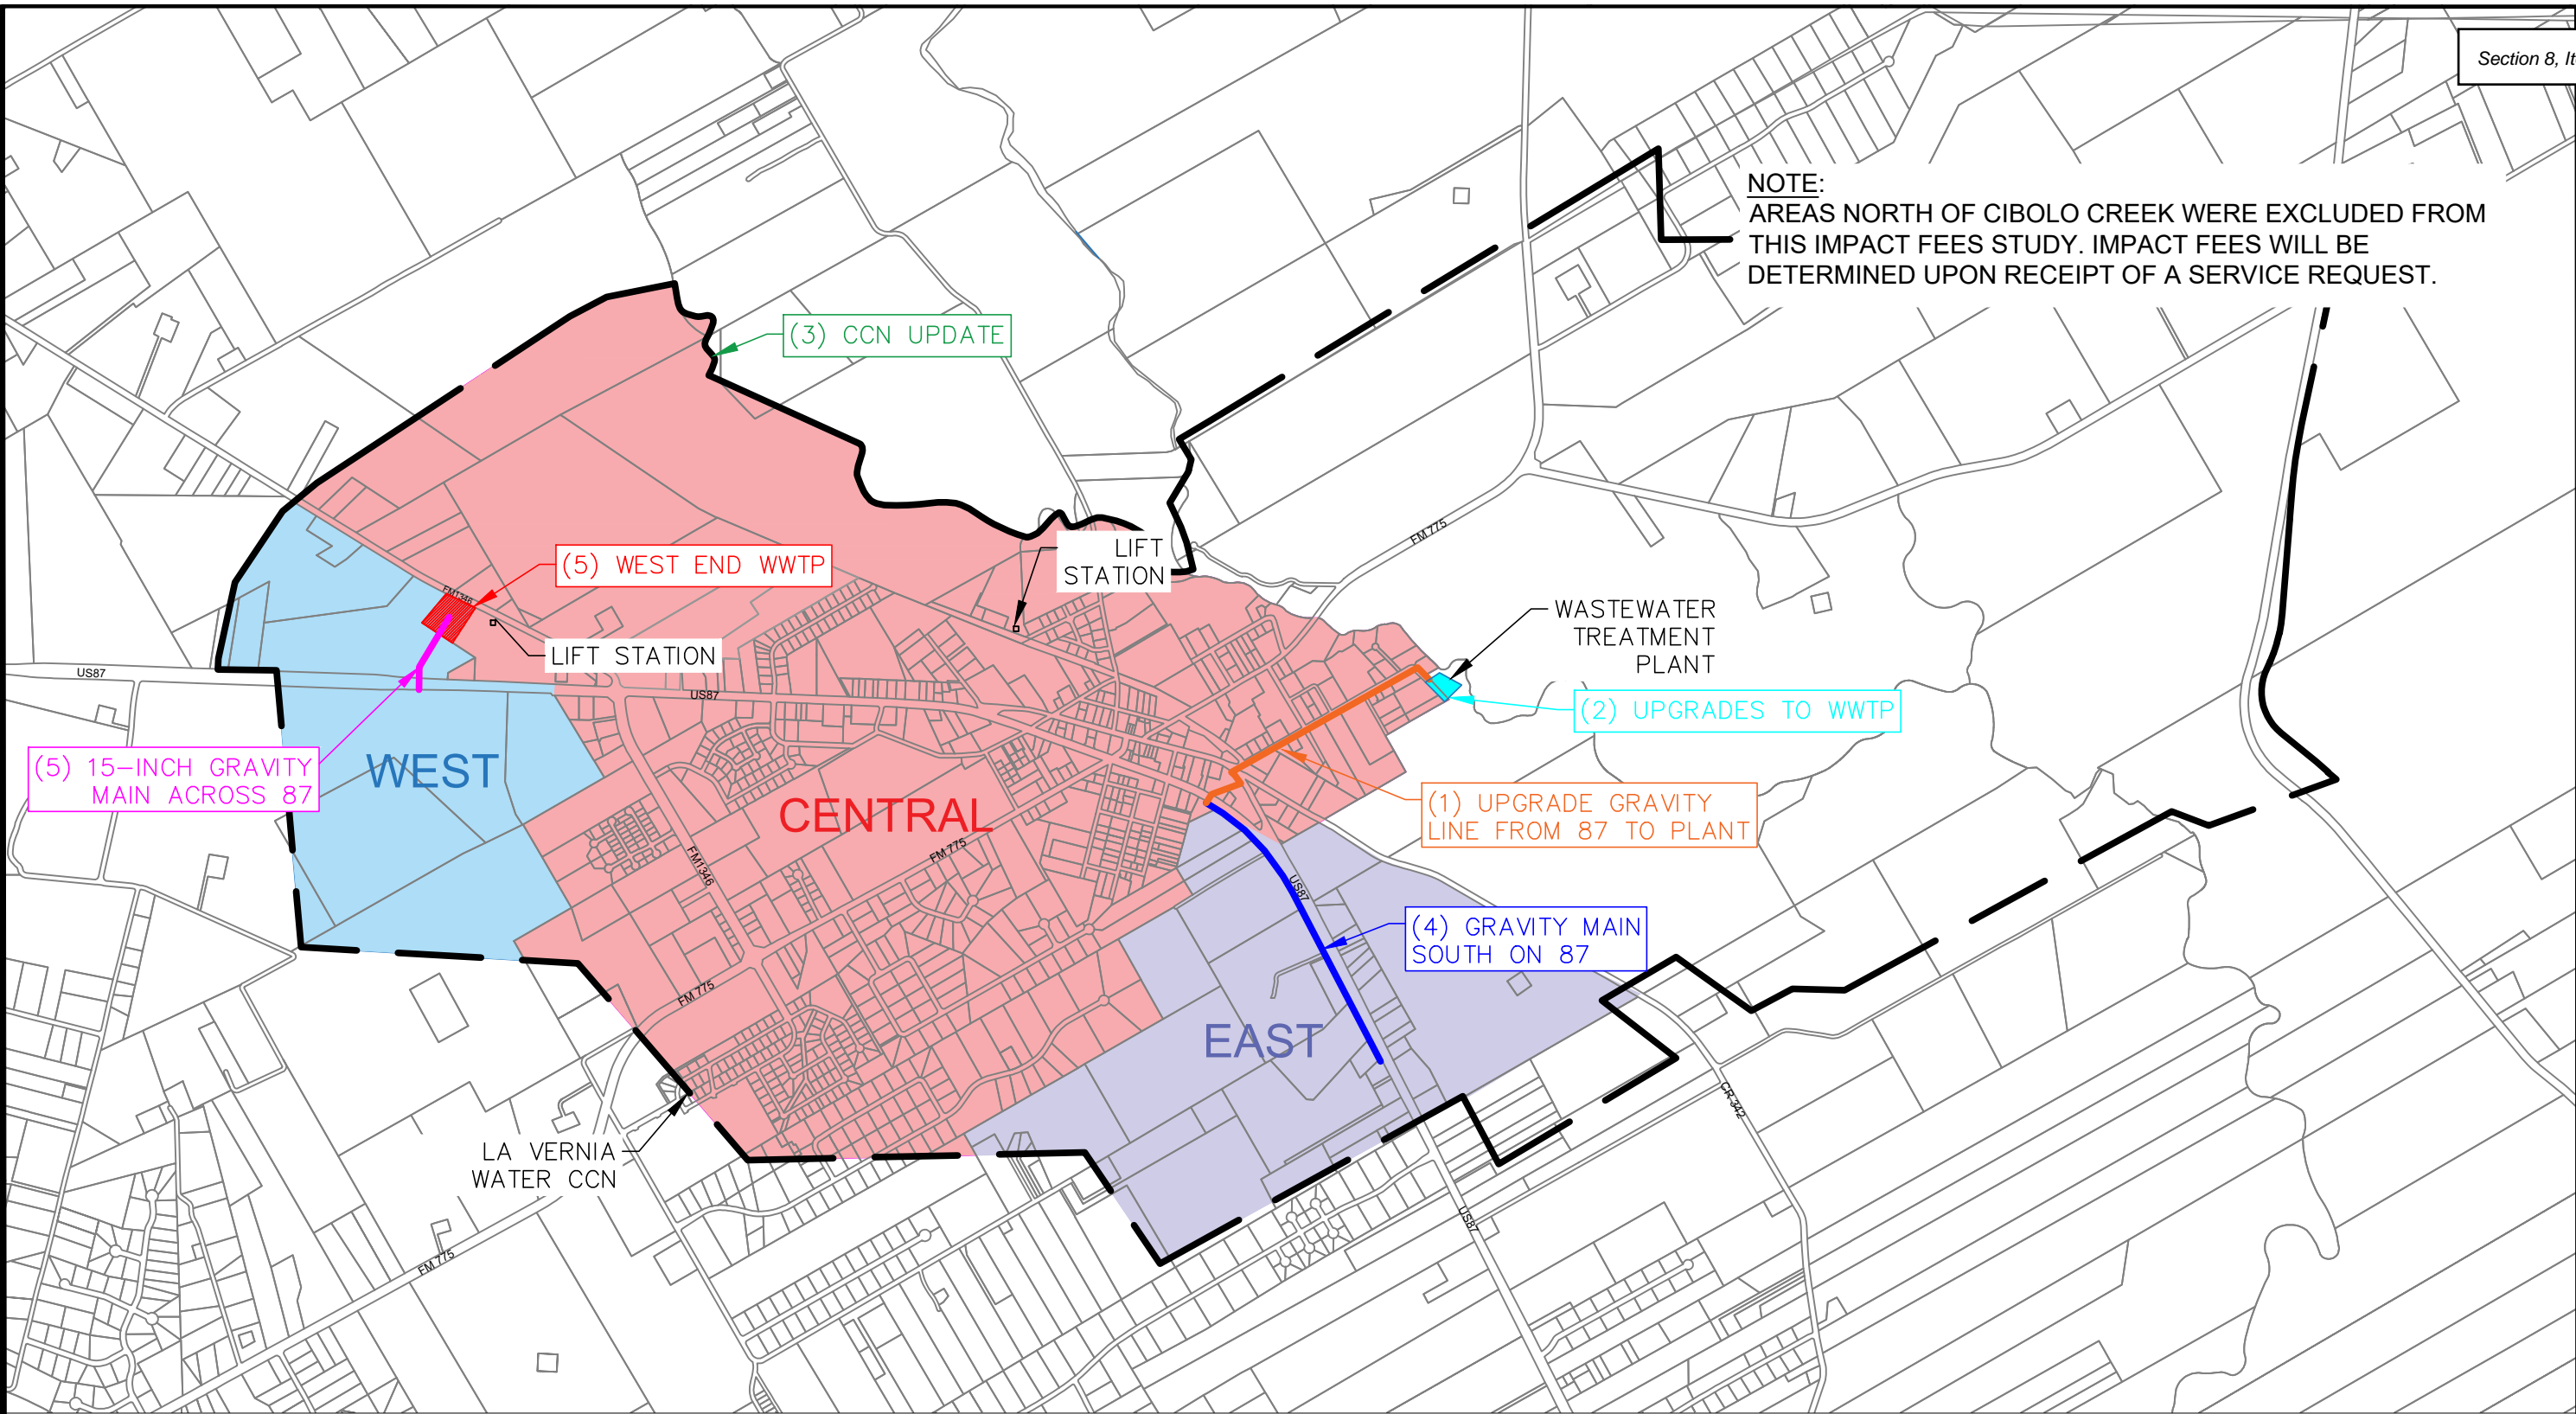 Section 8, It
NOTE:
AREAS NORTH OF CIBOLO CREEK WERE EXCLUDED FROM
THIS IMPACT FEES STUDY. IMPACT FEES WILL BE
DETERMINED UPON RECEIPT OF A SERVICE REQUEST.
(3) CCN UPDATE
FM 775
LIFT
STATION
(5) WEST END WWTP
FM1346
LIFT STATION
WASTEWATER
TREATMENT
PLANT
US87
US87
(2) UPGRADES TO WWTP
(5) 15-INCH GRAVITY
MAIN ACROSS 87
WEST
CENTRAL
(1) UPGRADE GRAVITY
LINE FROM 87 TO PLANT
FM 775
FM1346
US87
(4) GRAVITY MAIN
SOUTH ON 87
FM 775
EAST
CR 342
LA VERNIA
WATER CCN
US87
FM 775